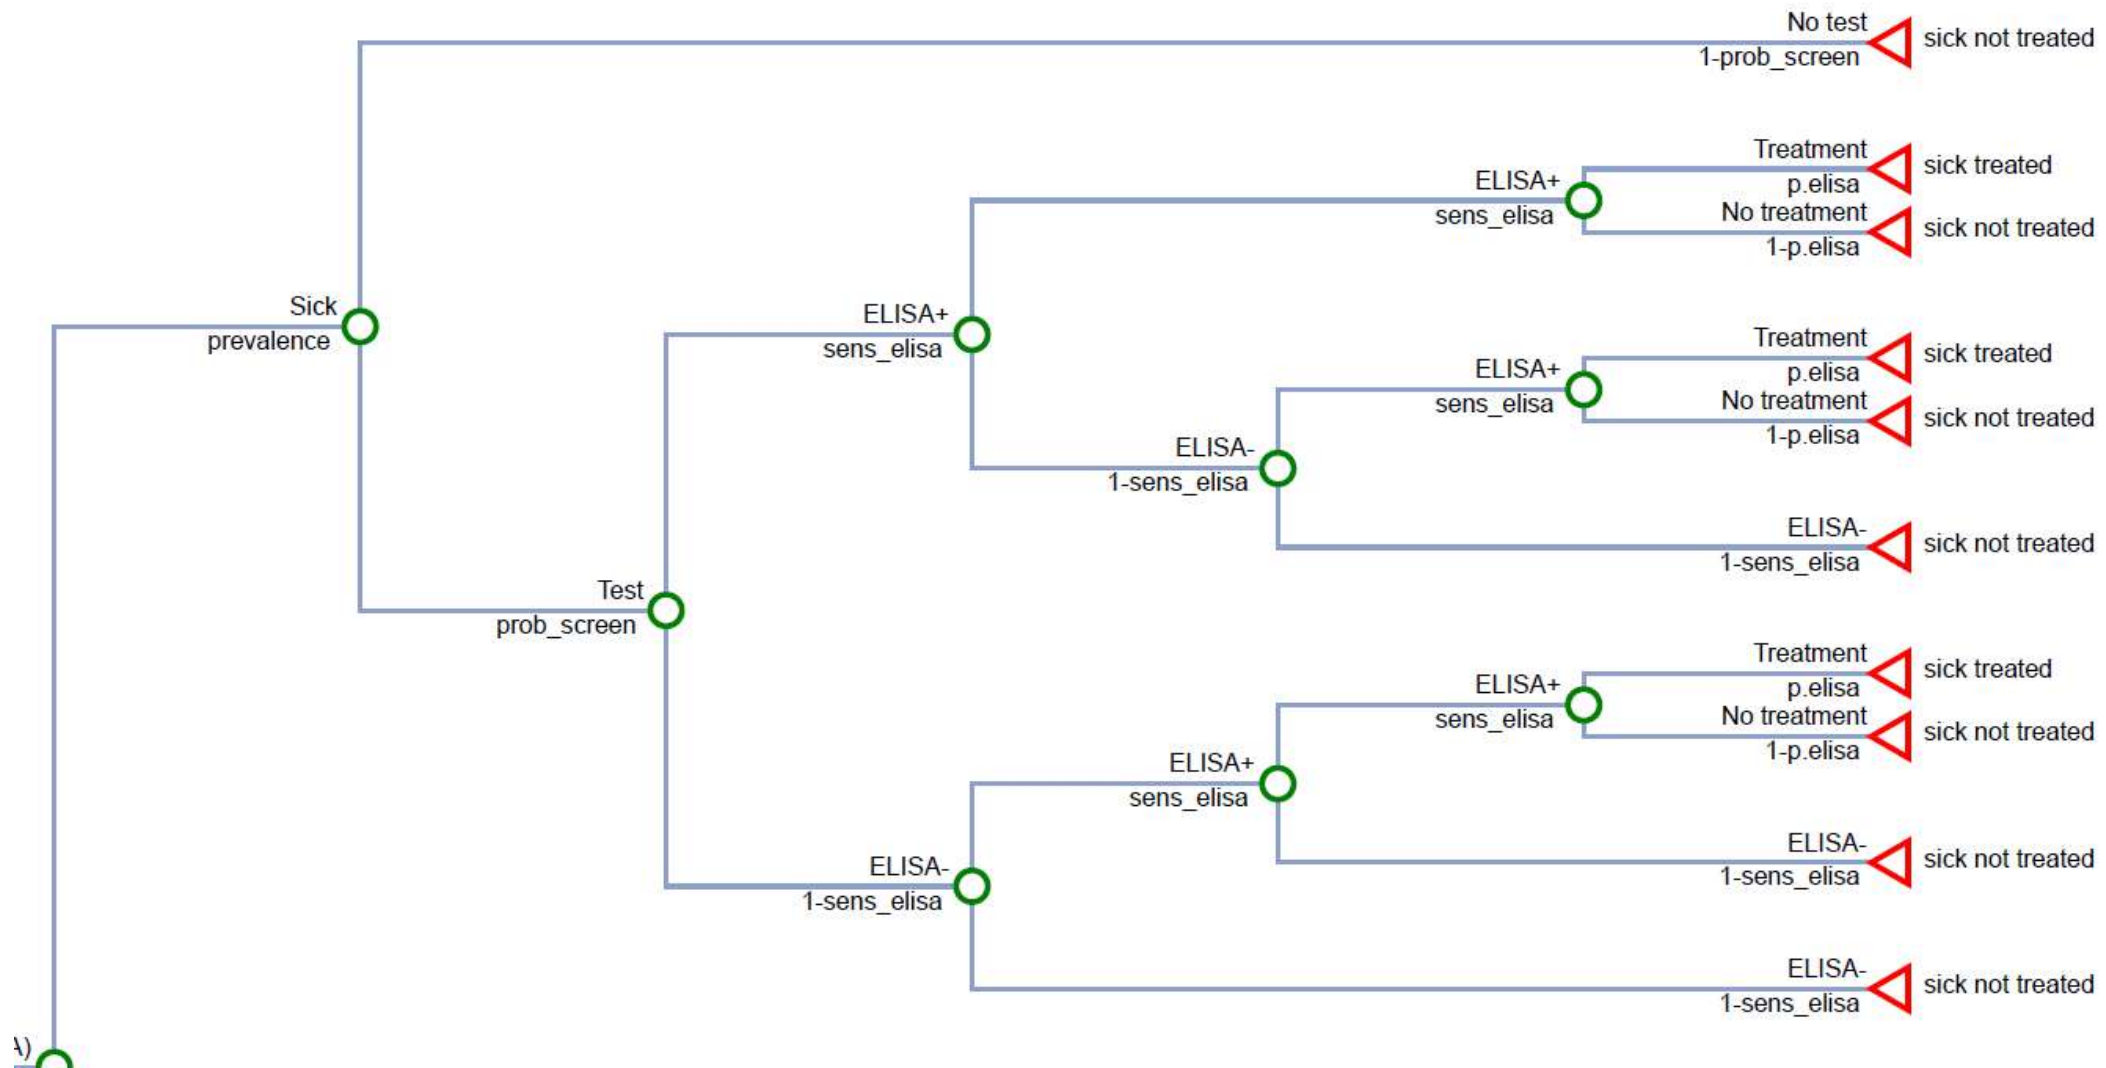 No test
1-prob_screen
sick not treated
Treatment
p.elisa
sick treated
ELISA+
sens_elisa
No treatment
1-p.elisa
sick not treated
Sick
prevalence
ELISA+
sens_elisa
Treatment
p.elisa
sick treated
ELISA+
sens_elisa
No treatment
1-p.elisa
sick not treated
ELISA-
1-sens_elisa
ELISA-
1-sens_elisa
sick not treated
Test
prob_screen
Treatment
p.elisa
sick treated
ELISA+
sens_elisa
No treatment
1-p.elisa
sick not treated
ELISA+
sens_elisa
ELISA-
1-sens_elisa
sick not treated
ELISA-
1-sens_elisa
ELISA-
1-sens_elisa
sick not treated